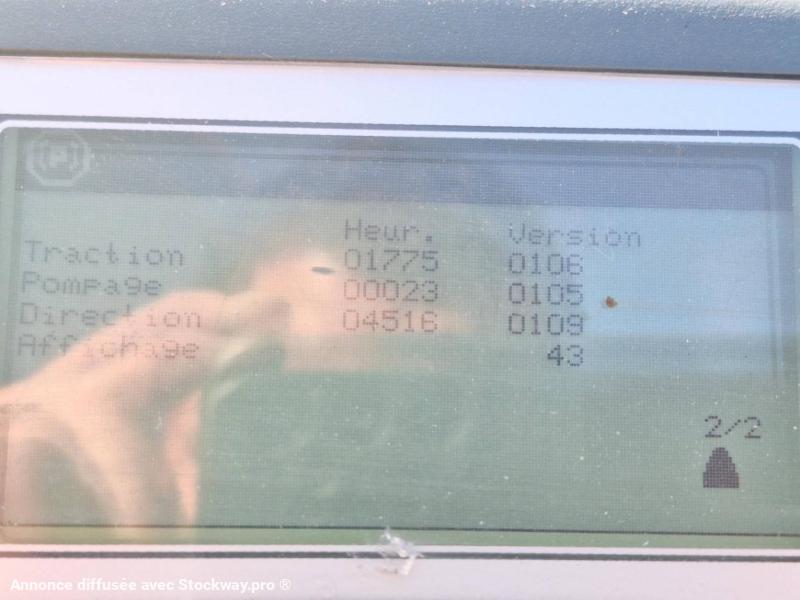 (P)
Heur. Version
Traction 01775 0106
Pompage 00023 0105
Direction 04516 0109
Affichage 43
2/2
Annonce diffusée avec Stockway.pro ®